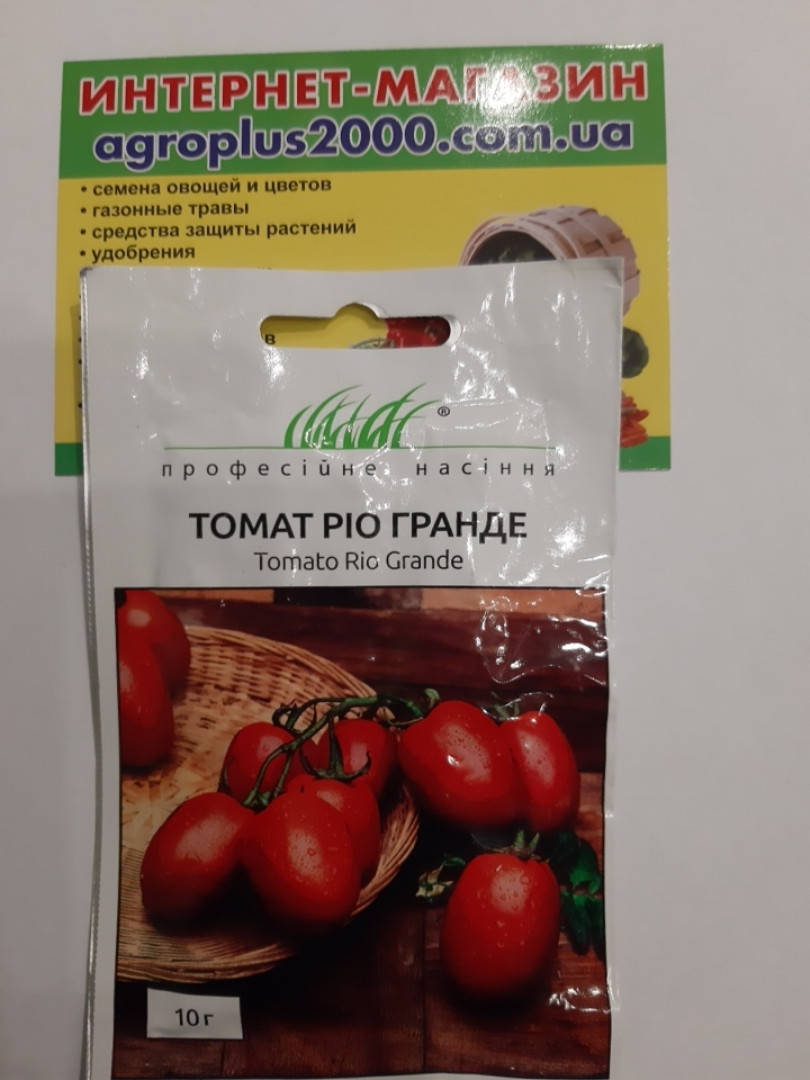 ИНТЕРНЕТ-МАГАЗИН
agroplus2000.com.ua
• семена овощей и цветов
• газонные травы
• средства защиты растений
• удобрения
в
®
професійне насіння
ТОМАТ РІО ГРАНДЕ
Tomato Rio Grande
10 г